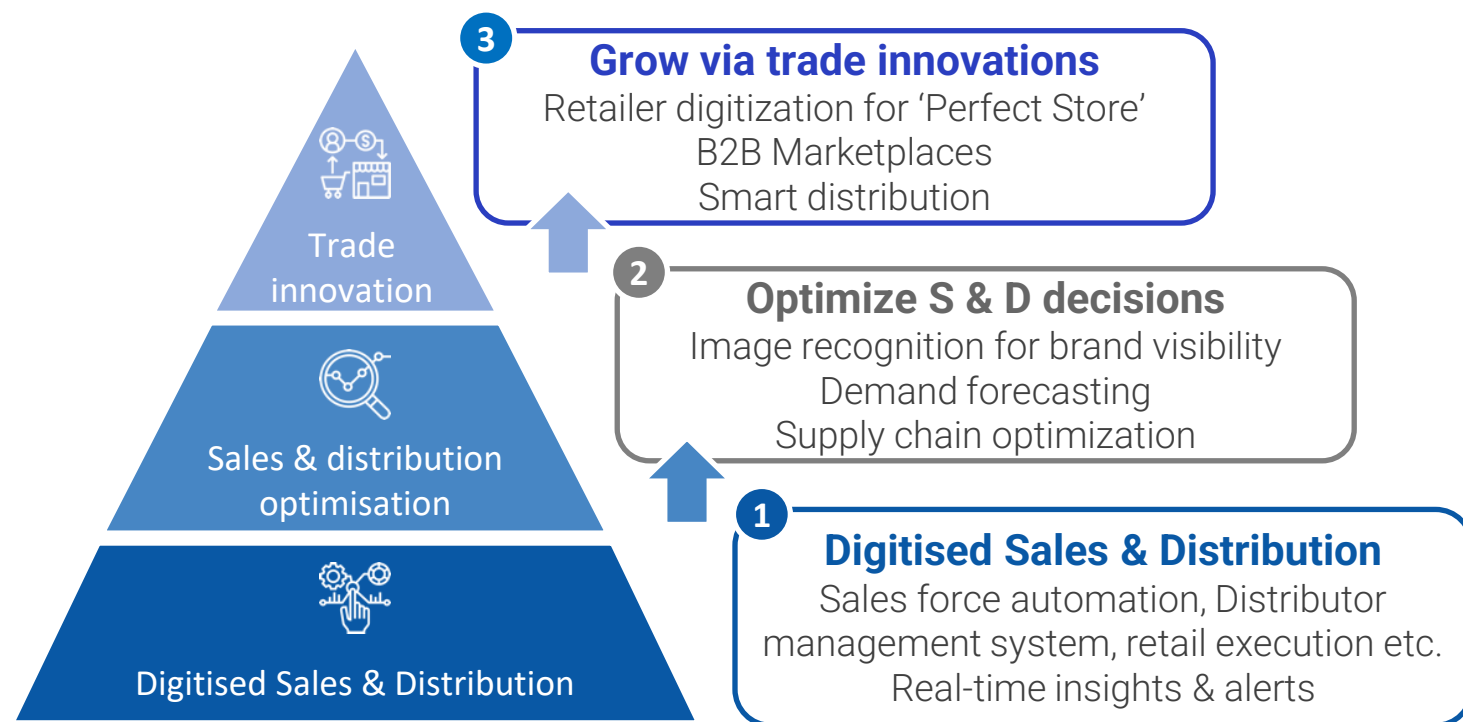 3
Grow via trade innovations
Retailer digitization for ‘Perfect Store’
B2B Marketplaces
Smart distribution
Trade
innovation
2
Optimize S & D decisions
Image recognition for brand visibility
Demand forecasting
Supply chain optimization
Sales & distribution
optimisation
1
Digitised Sales & Distribution
Sales force automation, Distributor
management system, retail execution etc.
Real-time insights & alerts
Digitised Sales & Distribution